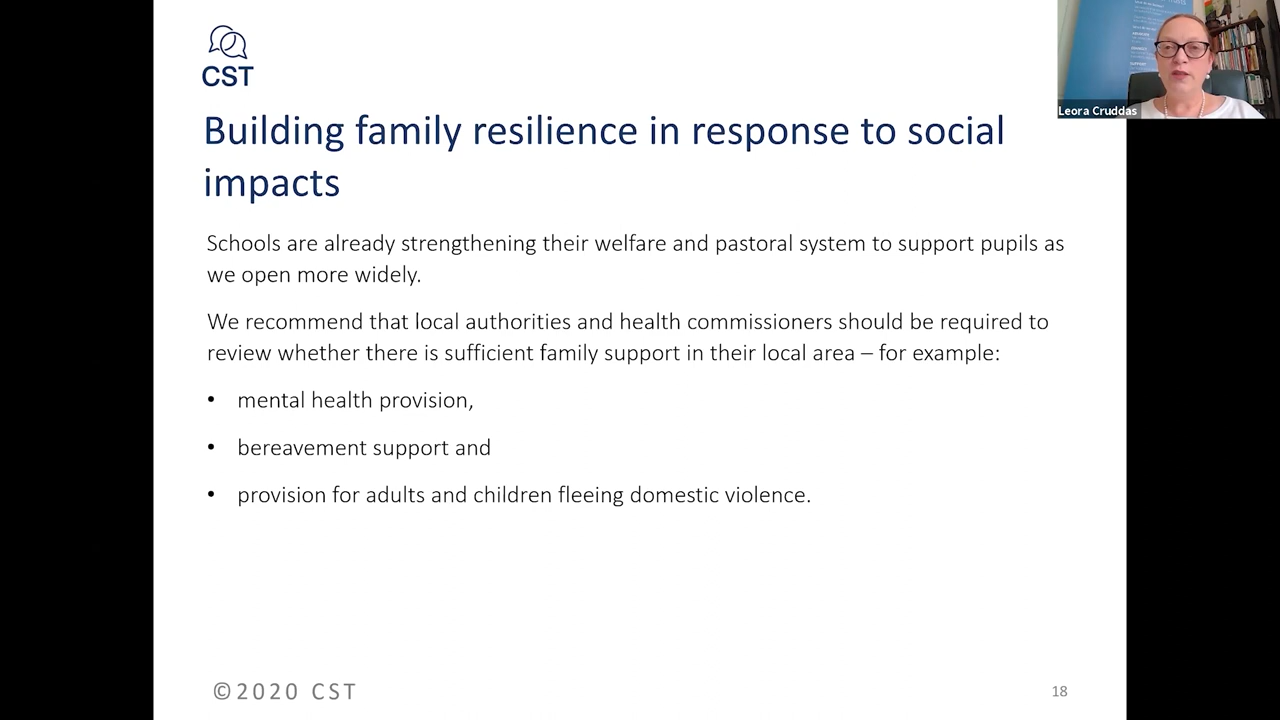 CST
Building family resilience in response to social
impacts
Schools are already strengthening their welfare and pastoral system to support pupils as
we open more widely.
We recommend that local authorities and health commissioners should be required to
review whether there is sufficient family support in their local area – for example:
• mental health provision,
• bereavement support and
• provision for adults and children fleeing domestic violence.
©2020 CST
18
Leora Cruddas